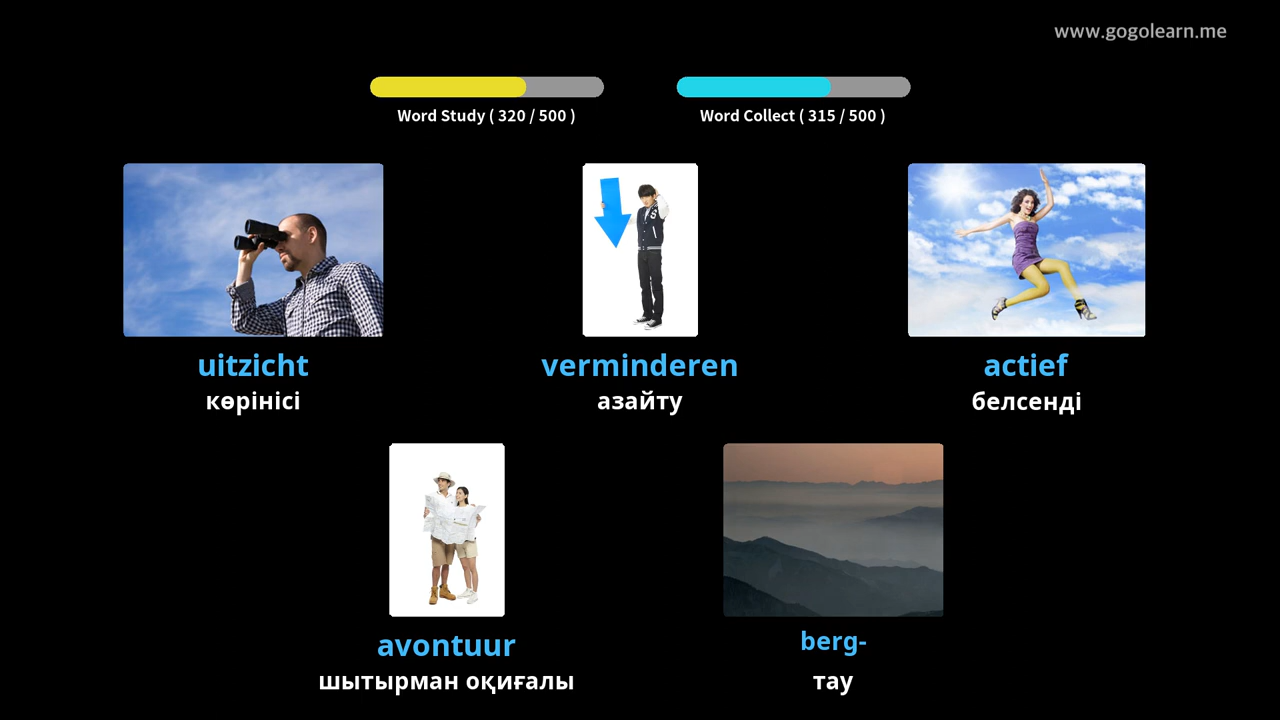 www.gogolearn.me
Word Study ( 320 / 500 )
Word Collect ( 315 / 500 )
uitzicht
көрінісі
verminderen
азайту
actief
белсенді
avontuur
шытырман оқиғалы
berg-
тау